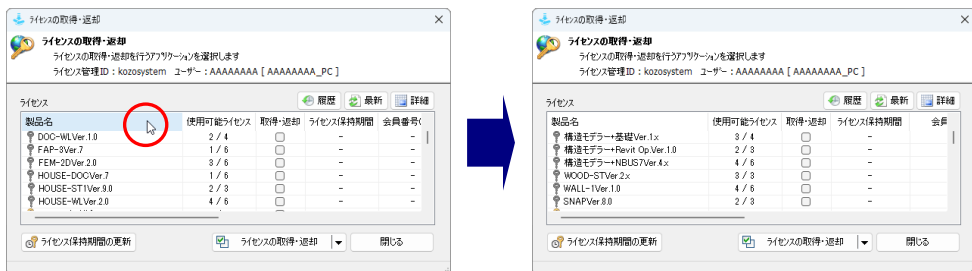 ライセンスの取得・返却
ライセンスの取得・返却
ライセンスの取得・返却を行うアプリケーションを選択します
ライセンス管理ID：kozosystem ユーザー：AAAAAAAA [ AAAAAAAA_PC ]
ライセンス
履歴 最新 詳細
製品名 使用可能ライセンス 取得・返却 ライセンス保持期間 会員番号(
DOC-WLVer.1.0 2 / 4 - -
FAP-3Ver.7 1 / 6 - -
FEM-2DVer.2.0 3 / 6 - -
HOUSE-DOCVer.7 1 / 6 - -
HOUSE-ST1Ver.9.0 2 / 3 - -
HOUSE-WLVer.2.0 4 / 6 - -
ライセンス保持期間の更新 ライセンスの取得・返却 閉じる
ライセンスの取得・返却
ライセンスの取得・返却
ライセンスの取得・返却を行うアプリケーションを選択します
ライセンス管理ID：kozosystem ユーザー：AAAAAAAA [ AAAAAAAA_PC ]
ライセンス
履歴 最新 詳細
製品名 使用可能ライセンス 取得・返却 ライセンス保持期間 会員
構造モデラー+基礎Ver.1.x 3 / 4 -
構造モデラー+Revit Op.Ver.1.0 2 / 3 -
構造モデラー+NBUS7Ver.4.x 4 / 6 -
WOOD-STVer.2.x 3 / 3 -
WALL-1Ver.1.0 4 / 6 -
SNAPVer.8.0 2 / 3 -
ライセンス保持期間の更新 ライセンスの取得・返却 閉じる